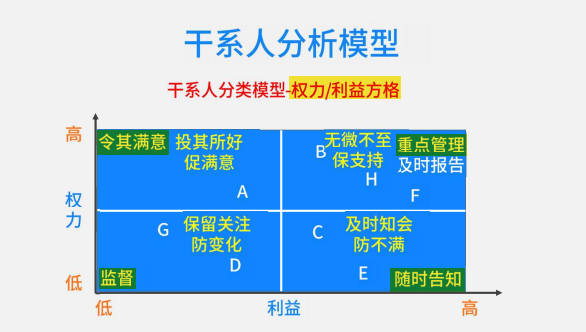 干系人分析模型
干系人分类模型-权力/利益方格
高
权
力
低
令其满意
投其所好
促满意
A
无微不至
B
保支持
H
重点管理
及时报告
F
G
保留关注
防变化
D
监督
C
及时知会
防不满
E
随时告知
低
利益
高